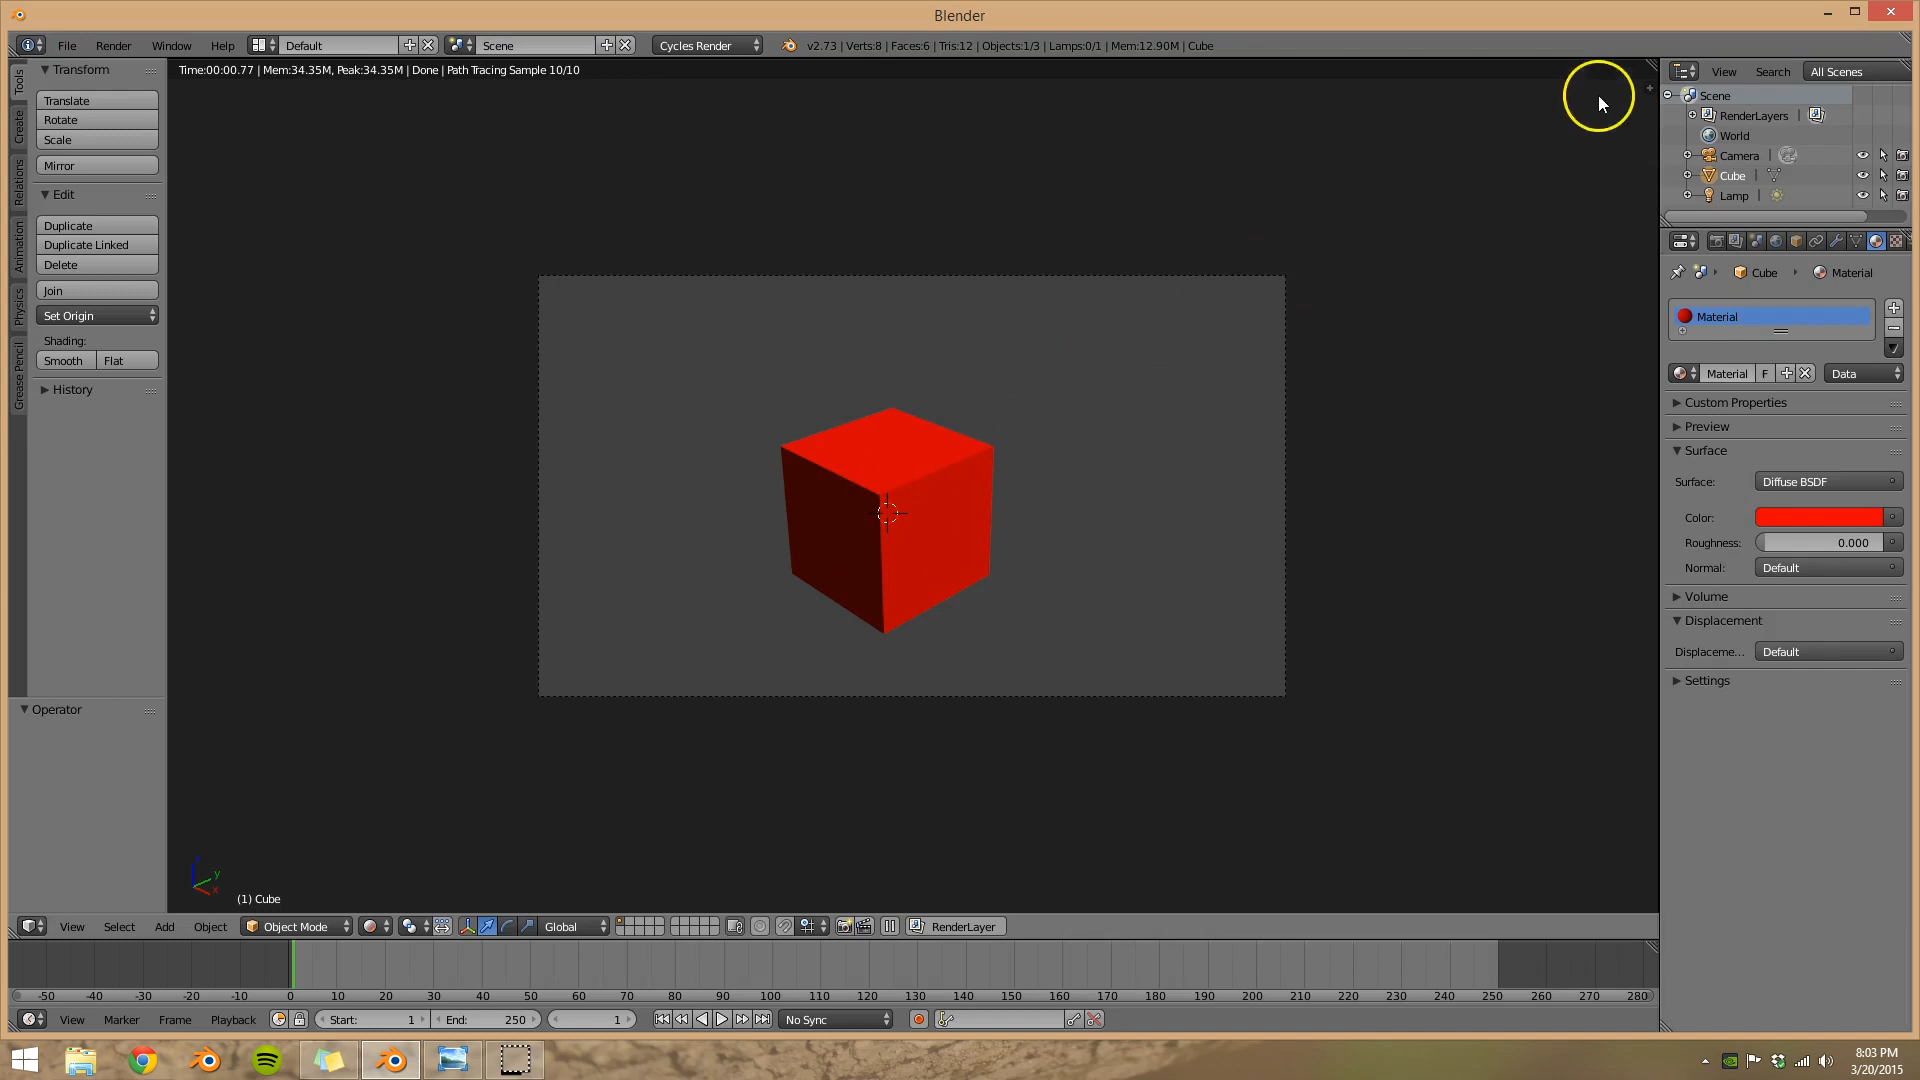 Blender
File Render Window Help Default Scene Cycles Render v2.73 | Verts:8 | Faces:6 | Tris:12 | Objects:1/3 | Lamps:0/1 | Mem:12.90M | Cube
Time:00:00.77 | Mem:34.35M, Peak:34.35M | Done | Path Tracing Sample 10/10
Tools
Create
Relations
Animation
Physics
Grease Pencil
Transform
Translate
Rotate
Scale
Mirror
Edit
Duplicate
Duplicate Linked
Delete
Join
Set Origin
Shading:
Smooth Flat
History
Operator
View Search All Scenes
Scene
RenderLayers
World
Camera
Cube
Lamp
Cube Material
Material
Material F Data
Custom Properties
Preview
Surface
Surface: Diffuse BSDF
Color:
Roughness: 0.000
Normal: Default
Volume
Displacement
Displaceme... Default
Settings
z
y
x
(1) Cube
View Select Add Object Object Mode Global RenderLayer
-50 -40 -30 -20 -10 0 10 20 30 40 50 60 70 80 90 100 110 120 130 140 150 160 170 180 190 200 210 220 230 240 250 260 270 280
View Marker Frame Playback Start: 1 End: 250 1 No Sync
8:03 PM
3/20/2015